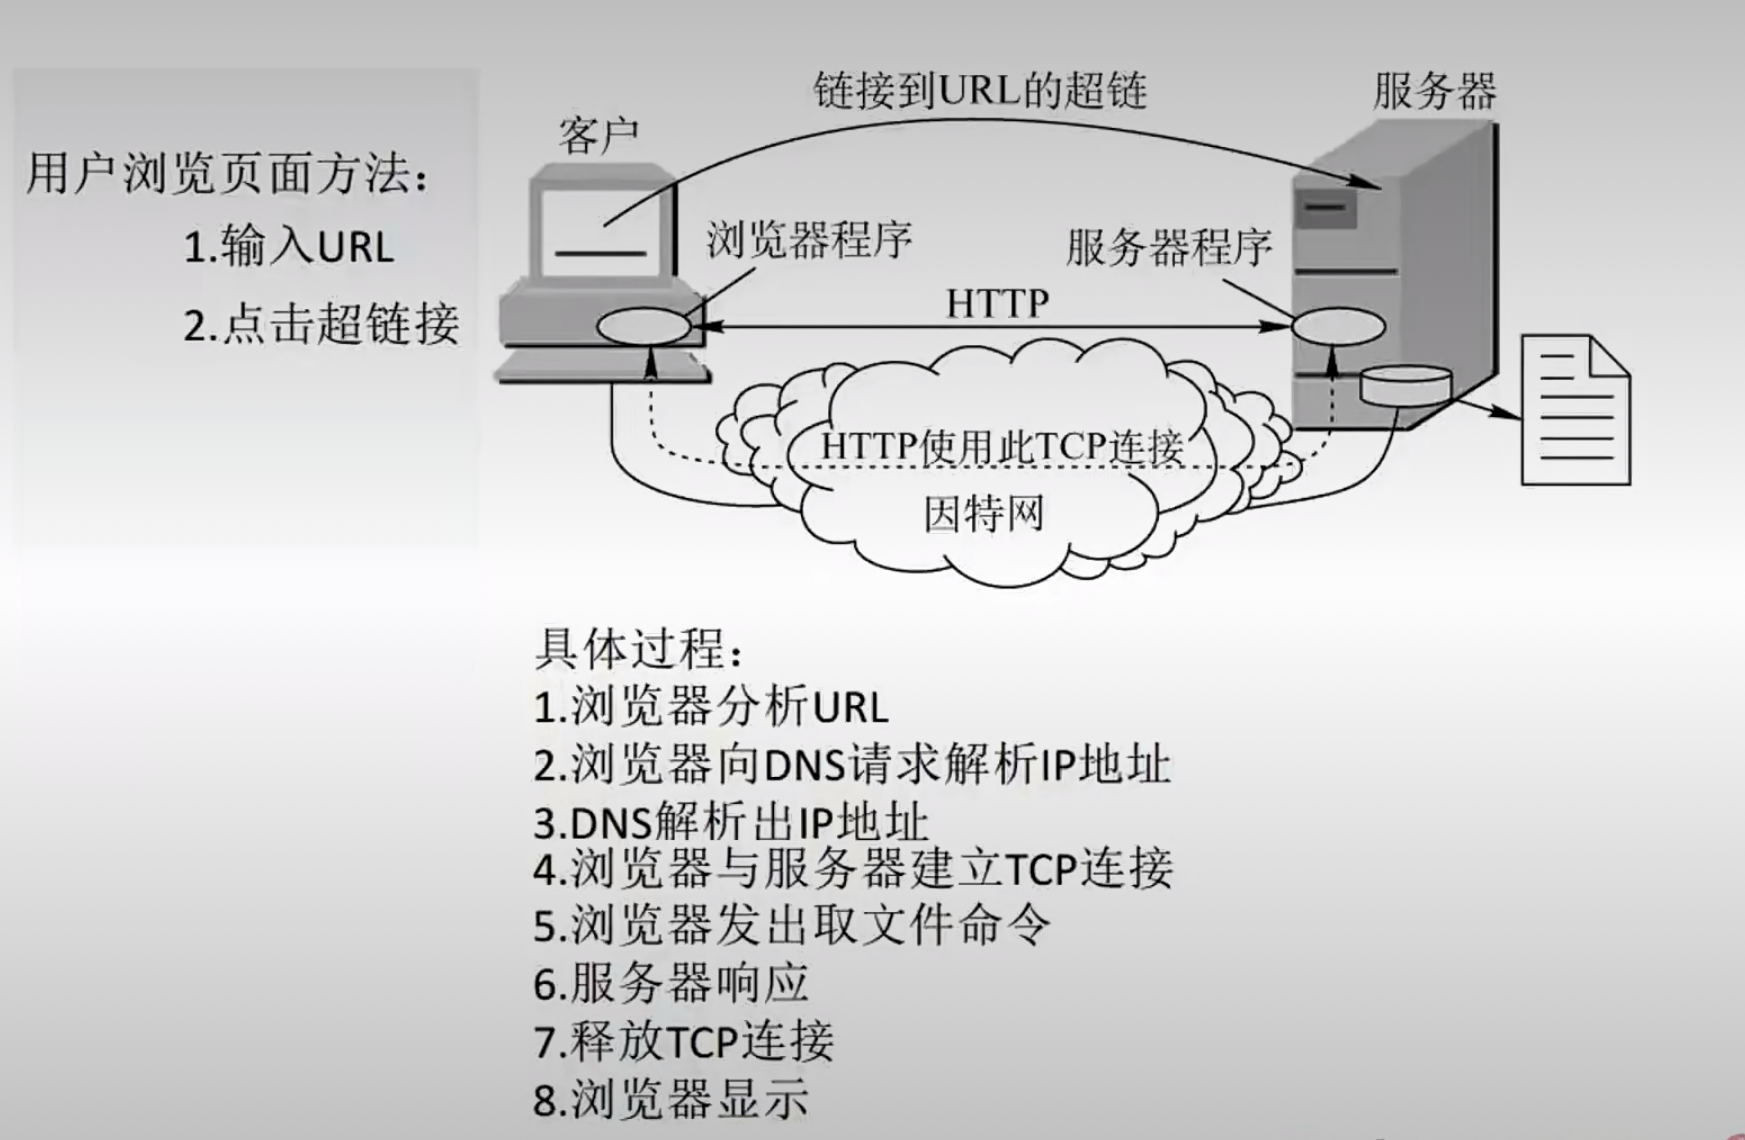 用户浏览页面方法：
1.输入URL
2.点击超链接
链接到URL的超链
服务器
客户
浏览器程序
服务器程序
HTTP
HTTP使用此TCP连接
因特网
具体过程：
1.浏览器分析URL
2.浏览器向DNS请求解析IP地址
3.DNS解析出IP地址
4.浏览器与服务器建立TCP连接
5.浏览器发出取文件命令
6.服务器响应
7.释放TCP连接
8.浏览器显示